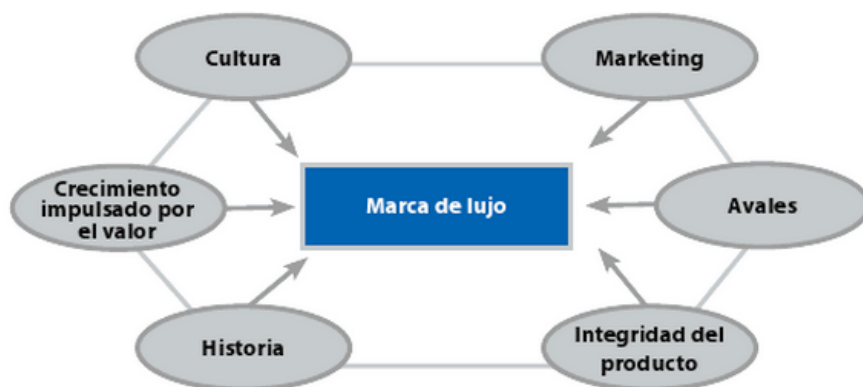 Cultura
Marketing
Crecimiento
impulsado por
el valor
Marca de lujo
Avales
Historia
Integridad del
producto